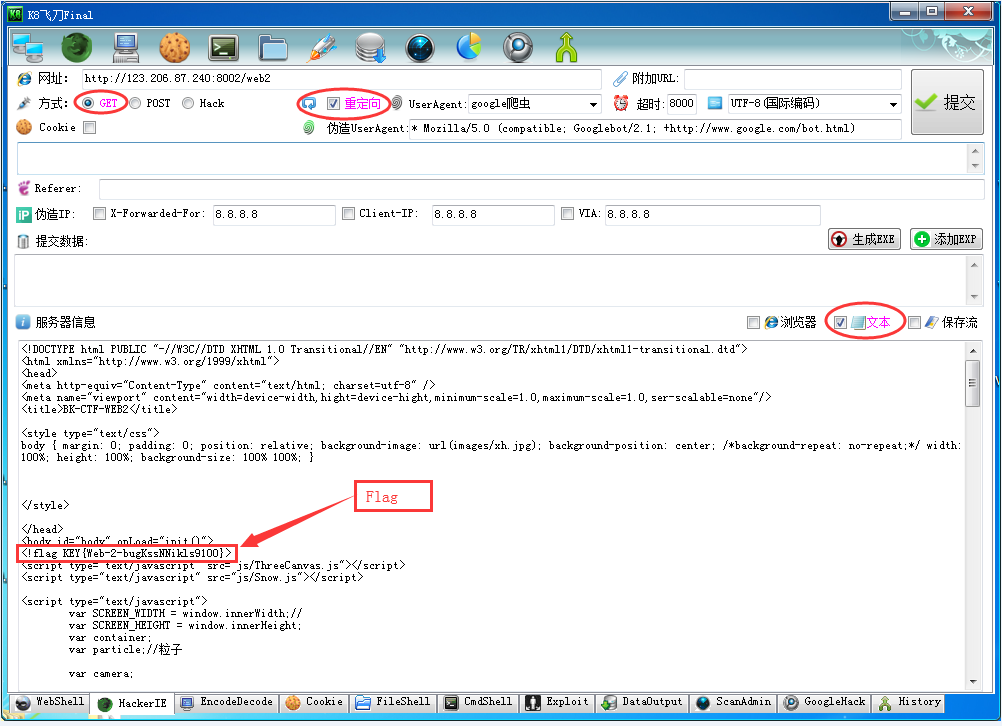 K8飞刀Final
网址: http://123.206.87.240:8002/web2 附加URL:
方式: GET POST Hack 重定向 UserAgent: google爬虫 超时: 8000 UTF-8(国际编码) 提交
Cookie 伪造UserAgent: * Mozilla/5.0 (compatible; Googlebot/2.1; +http://www.google.com/bot.html)
Referer:
iP 伪造IP: X-Forwarded-For: 8.8.8.8 Client-IP: 8.8.8.8 VIA: 8.8.8.8
提交数据: 生成EXE 添加EXP
服务器信息 浏览器 文本 保存流
<!DOCTYPE html PUBLIC "-//W3C//DTD XHTML 1.0 Transitional//EN" "http://www.w3.org/TR/xhtml1/DTD/xhtml1-transitional.dtd">
<html xmlns="http://www.w3.org/1999/xhtml">
<head>
<meta http-equiv="Content-Type" content="text/html; charset=utf-8" />
<meta name="viewport" content="width=device-width,hight=device-hight,minimum-scale=1.0,maximum-scale=1.0,ser-scalable=none"/>
<title>BK-CTF-WEB2</title>
<style type="text/css">
body { margin: 0; padding: 0; position: relative; background-image: url(images/xh.jpg); background-position: center; /*background-repeat: no-repeat;*/ width:
100%; height: 100%; background-size: 100% 100%; }
</style>
Flag
</head>
<body id="body" onLoad="init()">
<!flag KEY{Web-2-bugKssNNikls9100}>
<script type="text/javascript" src="js/ThreeCanvas.js"></script>
<script type="text/javascript" src="js/Snow.js"></script>
<script type="text/javascript">
var SCREEN_WIDTH = window.innerWidth;//
var SCREEN_HEIGHT = window.innerHeight;
var container;
var particle;//粒子
var camera;
WebShell HackerIE EncodeDecode Cookie FileShell CmdShell Exploit DataOutput ScanAdmin GoogleHack History